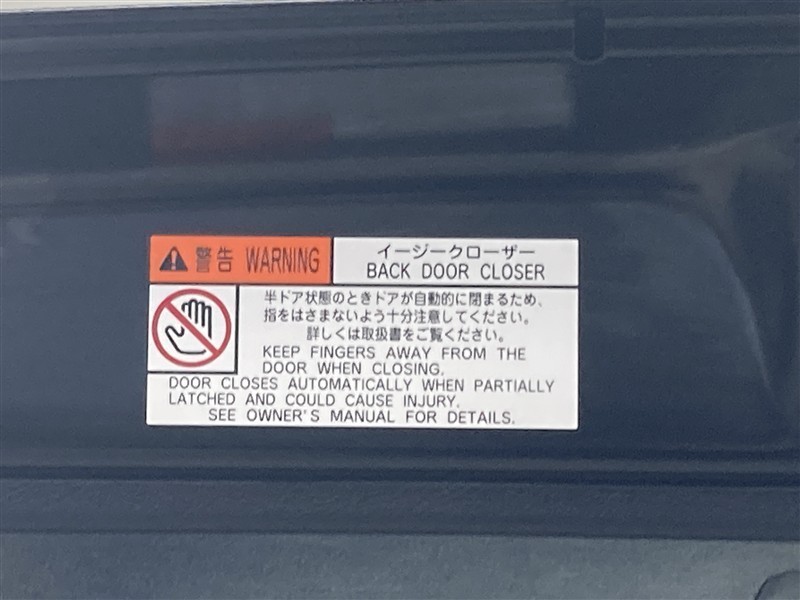 警告 WARNING
イージークローザー
BACK DOOR CLOSER
半ドア状態のときドアが自動的に閉まるため、
指をはさまないよう十分注意してください。
詳しくは取扱書をご覧ください。
KEEP FINGERS AWAY FROM THE
DOOR WHEN CLOSING.
DOOR CLOSES AUTOMATICALLY WHEN PARTIALLY
LATCHED AND COULD CAUSE INJURY.
SEE OWNER'S MANUAL FOR DETAILS.